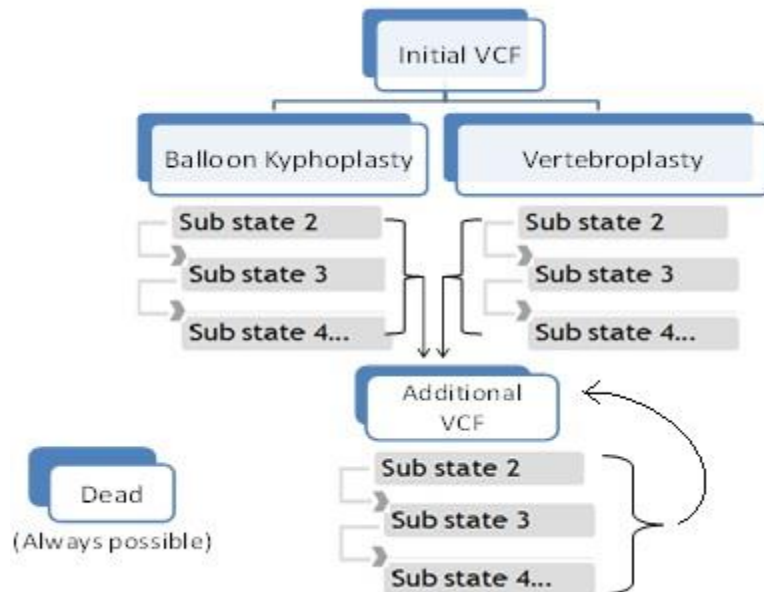 Initial VCF
Balloon Kyphoplasty
Vertebroplasty
Sub state 2
Sub state 3
Sub state 4...
Sub state 2
Sub state 3
Sub state 4...
Additional
VCF
Sub state 2
Sub state 3
Sub state 4...
Dead
(Always possible)